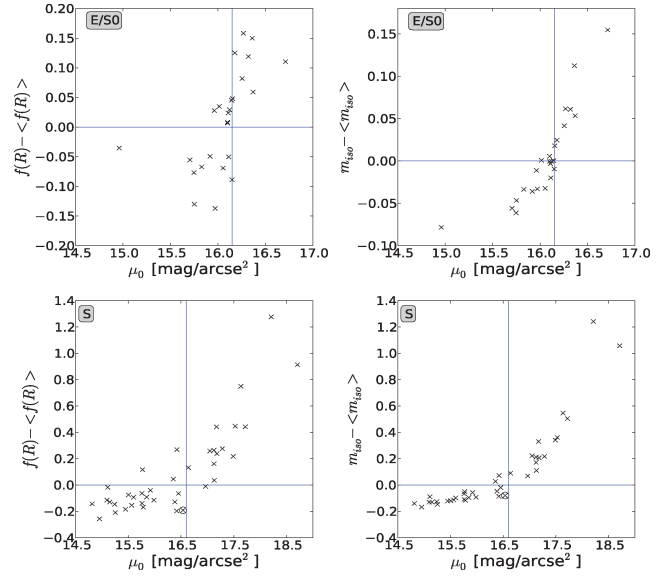 E/S0
f(R)−<f(R)>
0.20
0.15
0.10
0.05
0.00
−0.05
−0.10
−0.15
−0.20
14.5 15.0 15.5 16.0 16.5 17.0
μ₀ [mag/arcse² ]
E/S0
m_iso−<m_iso>
0.15
0.10
0.05
0.00
−0.05
−0.10
14.5 15.0 15.5 16.0 16.5 17.0
μ₀ [mag/arcse² ]
S
f(R)−<f(R)>
1.4
1.2
1.0
0.8
0.6
0.4
0.2
0.0
−0.2
−0.4
14.5 15.5 16.5 17.5 18.5
μ₀ [mag/arcse² ]
S
m_iso−<m_iso>
1.4
1.2
1.0
0.8
0.6
0.4
0.2
0.0
−0.2
−0.4
14.5 15.5 16.5 17.5 18.5
μ₀ [mag/arcse² ]